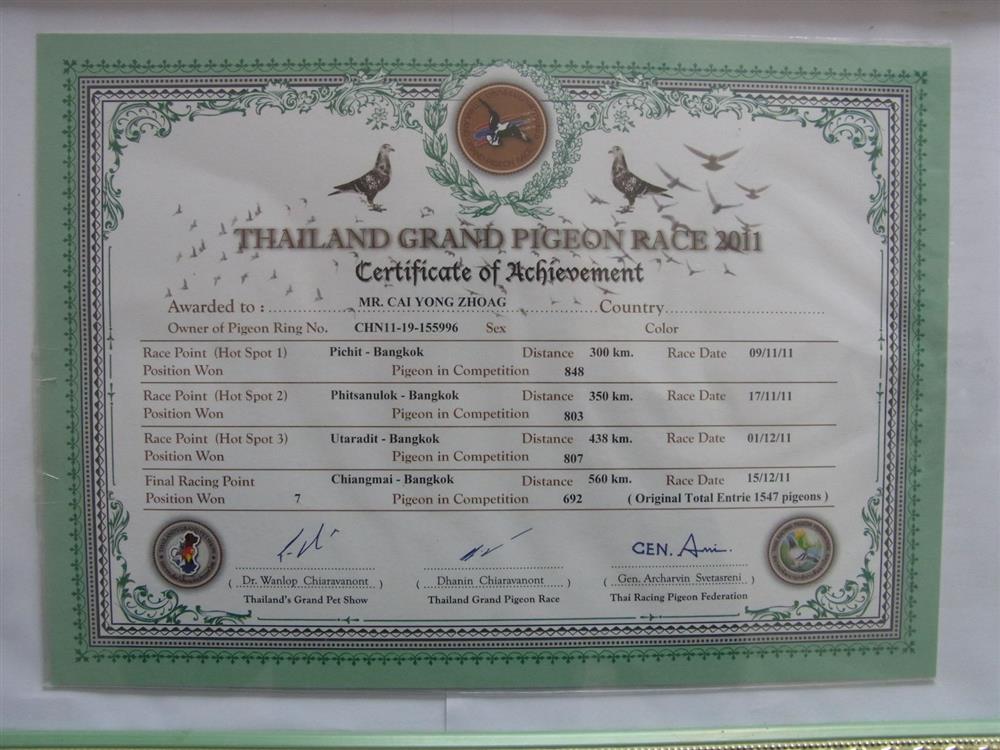 THAILAND GRAND PIGEON RACE 2011
Certificate of Achievement
Awarded to : MR. CAI YONG ZHOAG Country
Owner of Pigeon Ring No. CHN11-19-155996 Sex Color
Race Point (Hot Spot 1) Pichit - Bangkok Distance 300 km. Race Date 09/11/11
Position Won Pigeon in Competition 848
Race Point (Hot Spot 2) Phitsanulok - Bangkok Distance 350 km. Race Date 17/11/11
Position Won Pigeon in Competition 803
Race Point (Hot Spot 3) Utaradit - Bangkok Distance 438 km. Race Date 01/12/11
Position Won Pigeon in Competition 807
Final Racing Point Chiangmai - Bangkok Distance 560 km. Race Date 15/12/11
Position Won 7 Pigeon in Competition 692 ( Original Total Entrie 1547 pigeons )
GEN.
( Dr. Wanlop Chiaravanont ) ( Dhanin Chiaravanont ) ( Gen. Archarvin Svetasreni )
Thailand's Grand Pet Show Thailand Grand Pigeon Race Thai Racing Pigeon Federation